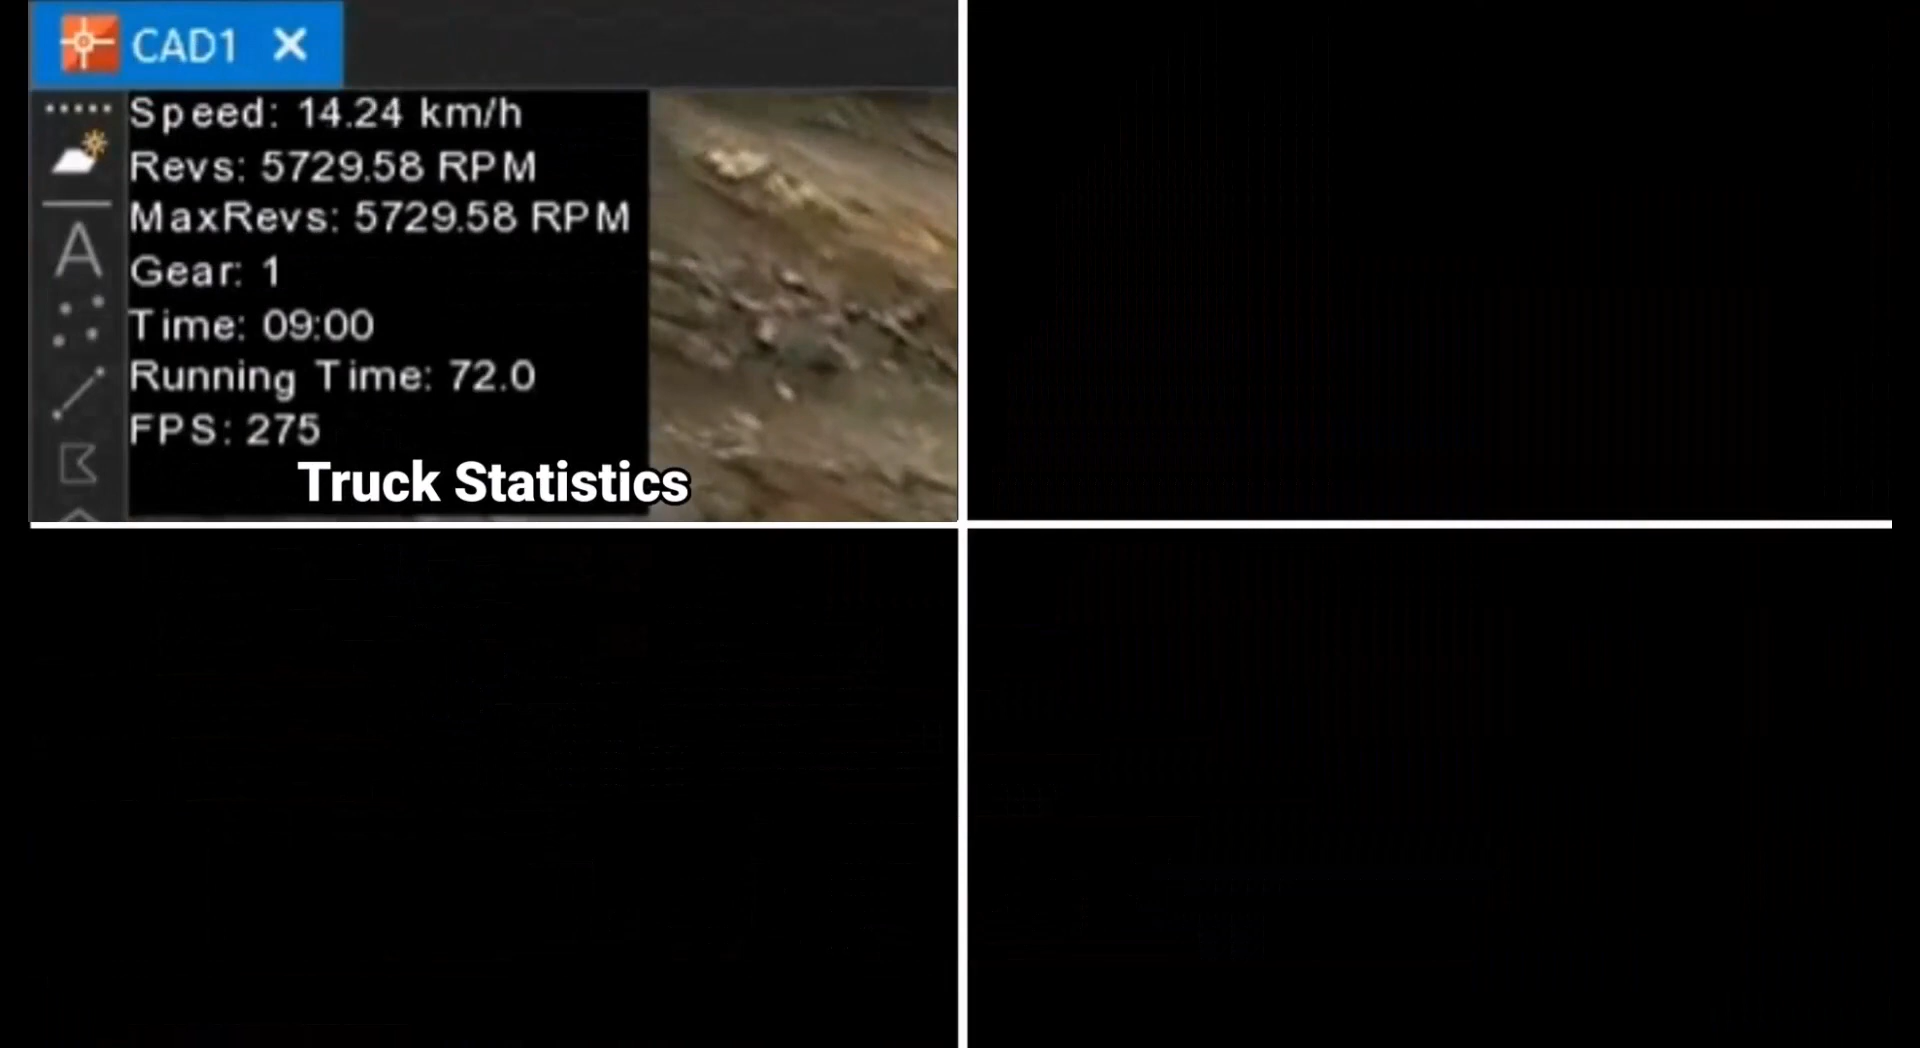 CAD1
Speed: 14.24 km/h
Revs: 5729.58 RPM
MaxRevs: 5729.58 RPM
Gear: 1
Time: 09:00
Running Time: 72.0
FPS: 275
Truck Statistics